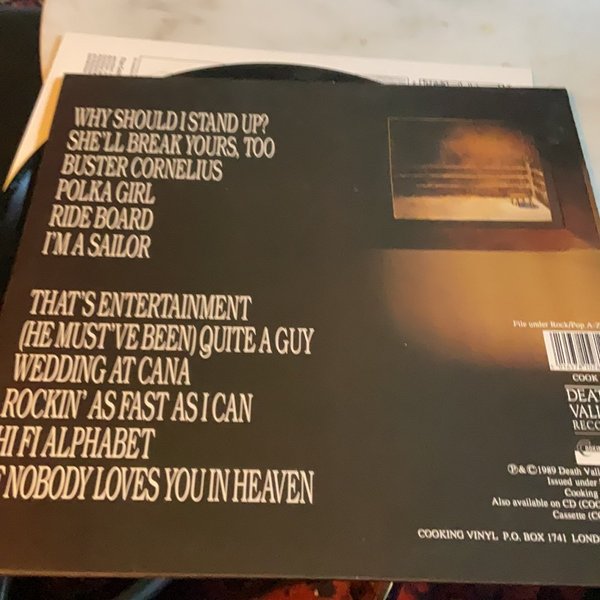 WHY SHOULD I STAND UP?
SHE'LL BREAK YOURS, TOO
BUSTER CORNELIUS
POLKA GIRL
RIDE BOARD
I'M A SAILOR
THAT'S ENTERTAINMENT
(HE MUST'VE BEEN) QUITE A GUY
WEDDING AT CANA
ROCKIN' AS FAST AS I CAN
HI FI ALPHABET
NOBODY LOVES YOU IN HEAVEN
File under Rock/Pop A-Z
COOK
DEAT
VALL
RECO
℗&©1989 Death Vall
Issued under
Cooking
Also available on CD (COO
Cassette (C
COOKING VINYL P.O. BOX 1741 LOND